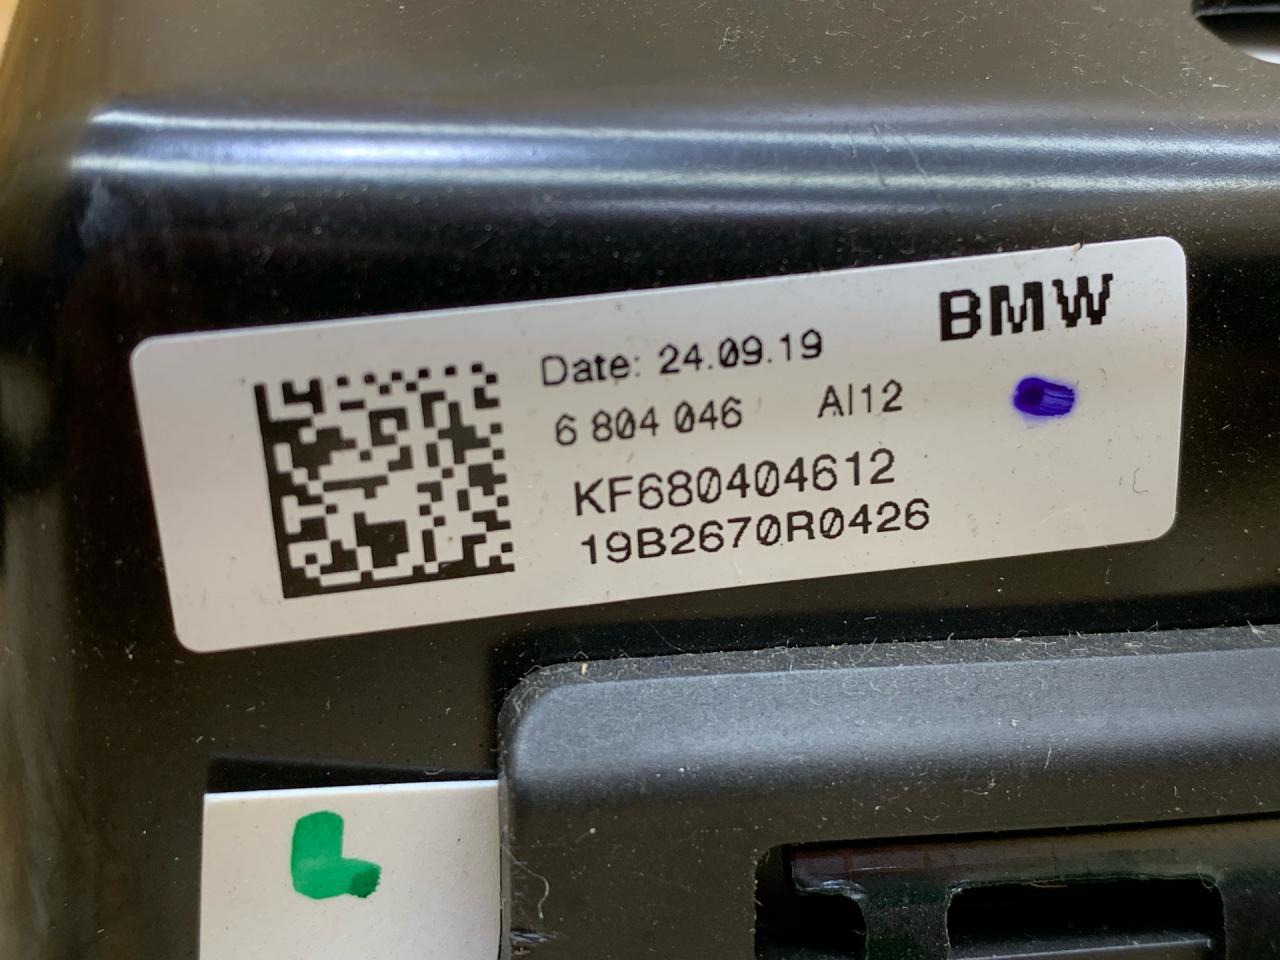 BMW
Date: 24.09.19
6 804 046 AI12
KF680404612
19B2670R0426
L